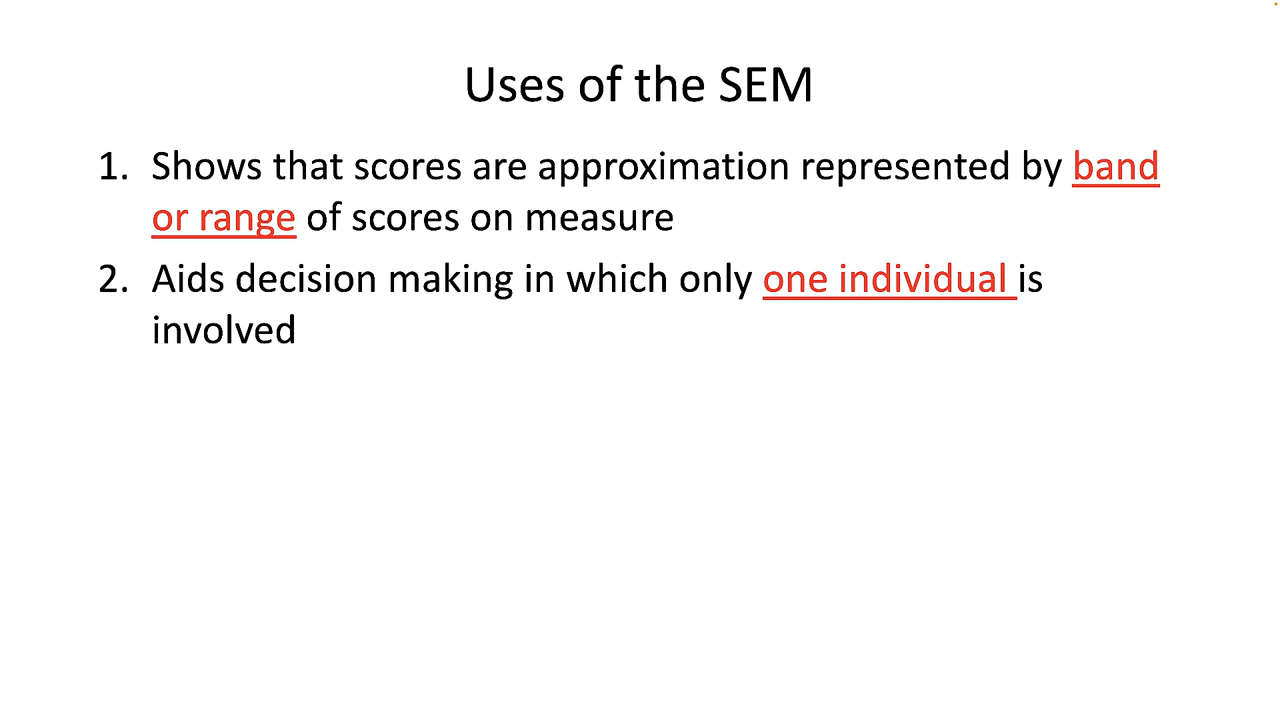 Uses of the SEM
1. Shows that scores are approximation represented by band
or range of scores on measure
2. Aids decision making in which only one individual is
involved